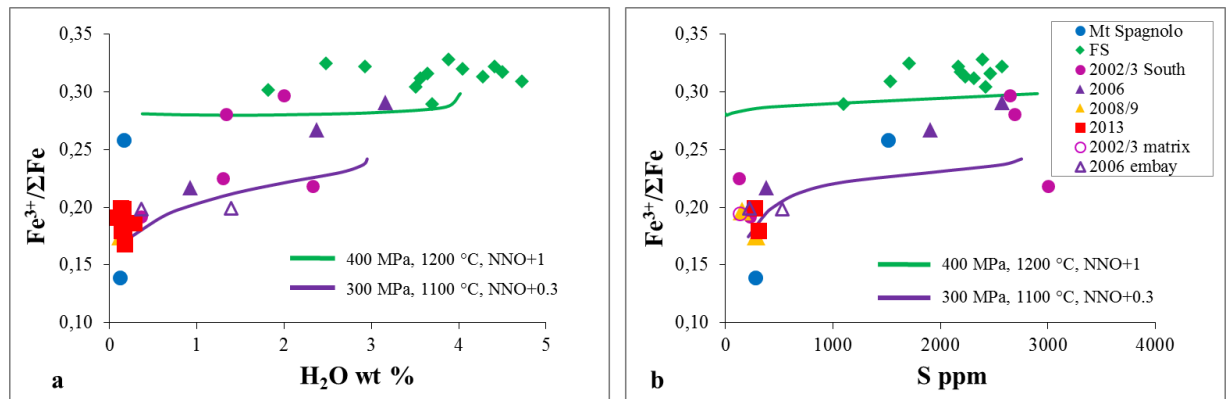 0,35
0,30
0,25
0,20
0,15
0,10
Fe³⁺/ΣFe
400 MPa, 1200 °C, NNO+1
300 MPa, 1100 °C, NNO+0.3
0 1 2 3 4 5
H₂O wt %
a
0,35
0,30
0,25
0,20
0,15
0,10
Fe³⁺/ΣFe
Mt Spagnolo
FS
2002/3 South
2006
2008/9
2013
2002/3 matrix
2006 embay
400 MPa, 1200 °C, NNO+1
300 MPa, 1100 °C, NNO+0.3
0 1000 2000 3000 4000
S ppm
b